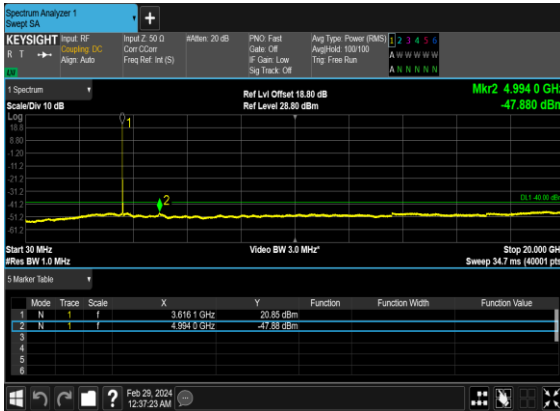 Spectrum Analyzer 1
Swept SA
+
KEYSIGHT Input: RF Input Z: 50 Ω #Atten: 20 dB PNO: Fast Avg Type: Power (RMS) 1 2 3 4 5 6
R T Coupling: DC Corr CCorr Gate: Off Avg|Hold: 100/100 A W W W W W
Align: Auto Freq Ref: Int (S) IF Gain: Low Trig: Free Run
Sig Track: Off A N N N N N
1 Spectrum
Ref Lvl Offset 18.80 dB Mkr2 4.994 0 GHz
Scale/Div 10 dB Ref Level 28.80 dBm -47.880 dBm
Log
18.8
8.80
-1.20
-11.2
-21.2
-31.2
-41.2
-51.2
-61.2
1
2
DL1 -40.00 dBm
Start 30 MHz Video BW 3.0 MHz* Stop 20.000 GHz
#Res BW 1.0 MHz Sweep 34.7 ms (40001 pts)
5 Marker Table
Mode Trace Scale X Y Function Function Width Function Value
1 N 1 f 3.616 1 GHz 20.85 dBm
2 N 1 f 4.994 0 GHz -47.88 dBm
3
4
5
6
? Feb 29, 2024
12:37:23 AM